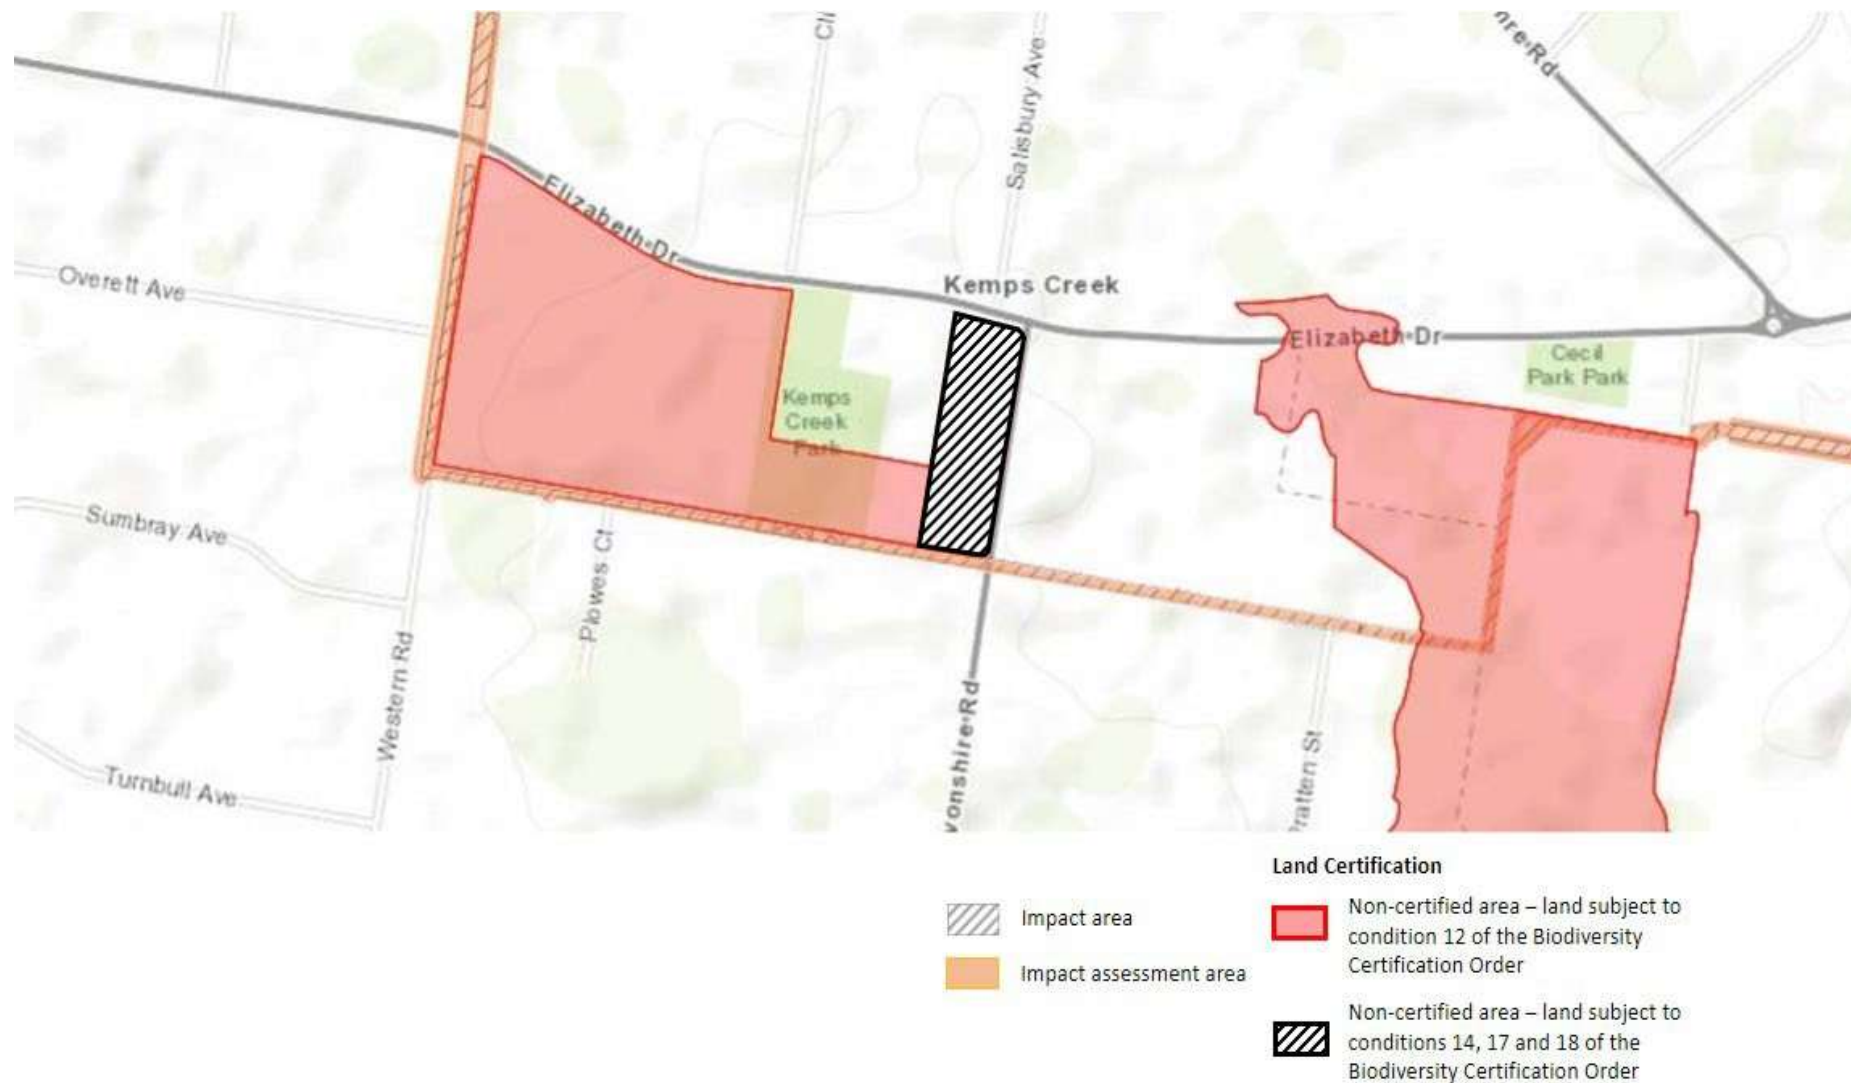 Salisbury Ave
Elizabeth Dr
Overett Ave
Kemps Creek
Elizabeth Dr
Cecil
Park Park
Kemps
Creek
Park
Sumbray Ave
Plowes Ct
Western Rd
Pratten St
Turnbull Ave
Land Certification
Impact area
Impact assessment area
Non-certified area – land subject to
condition 12 of the Biodiversity
Certification Order
Non-certified area – land subject to
conditions 14, 17 and 18 of the
Biodiversity Certification Order